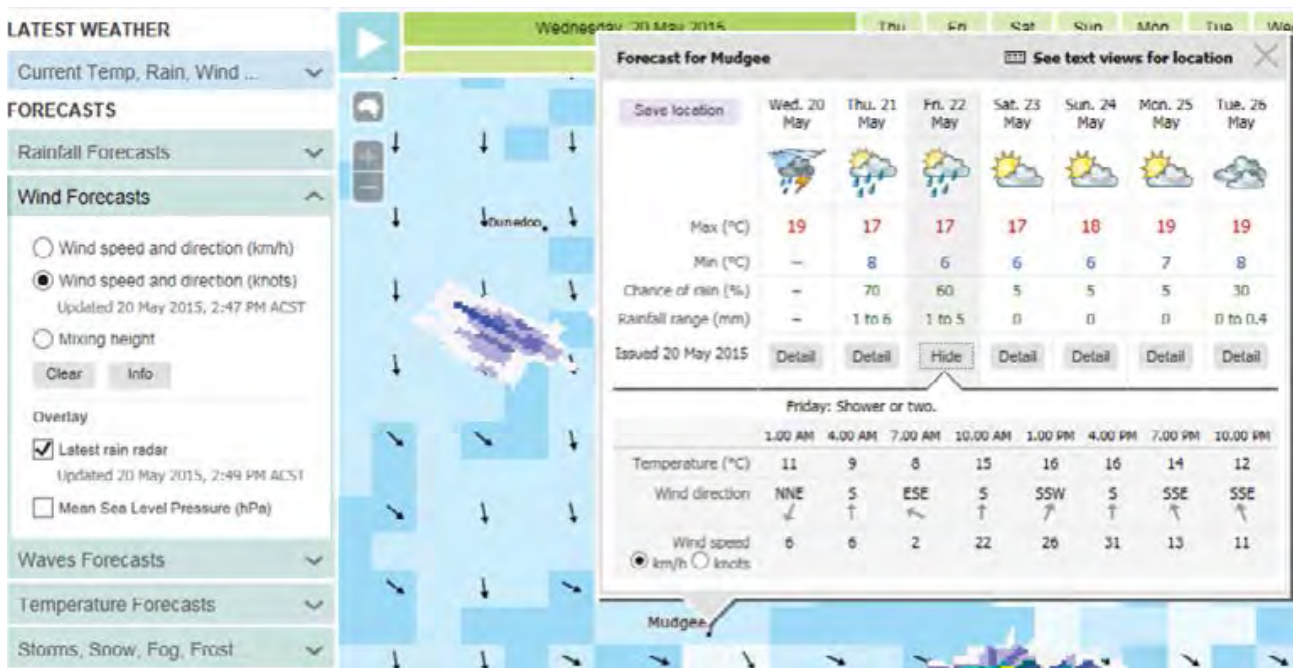 LATEST WEATHER
Current Temp, Rain, Wind ...
FORECASTS
Rainfall Forecasts
Wind Forecasts
Wind speed and direction (km/h)
Wind speed and direction (knots)
Updated 20 May 2015, 2:47 PM ACST
Mixing height
Clear Info
Overlay
Latest rain radar
Updated 20 May 2015, 2:49 PM ACST
Mean Sea Level Pressure (hPa)
Waves Forecasts
Temperature Forecasts
Storms, Snow, Fog, Frost
Wednesday, 20 May 2015 Thu Fri Sat Sun Mon Tue We
Dunedoo
Forecast for Mudgee See text views for location
Save location Wed. 20 May Thu. 21 May Fri. 22 May Sat. 23 May Sun. 24 May Mon. 25 May Tue. 26 May
Max (°C) 19 17 17 17 18 19 19
Min (°C) – 8 6 6 6 7 8
Chance of rain (%) – 70 60 5 5 5 30
Rainfall range (mm) – 1 to 6 1 to 5 0 0 0 0 to 0.4
Issued 20 May 2015 Detail Detail Hide Detail Detail Detail Detail
Friday: Shower or two.
1.00 AM 4.00 AM 7.00 AM 10.00 AM 1.00 PM 4.00 PM 7.00 PM 10.00 PM
Temperature (°C) 11 9 8 15 16 16 14 12
Wind direction NNE S ESE S SSW S SSE SSE
Wind speed 6 6 2 22 26 31 13 11
km/h knots
Mudgee